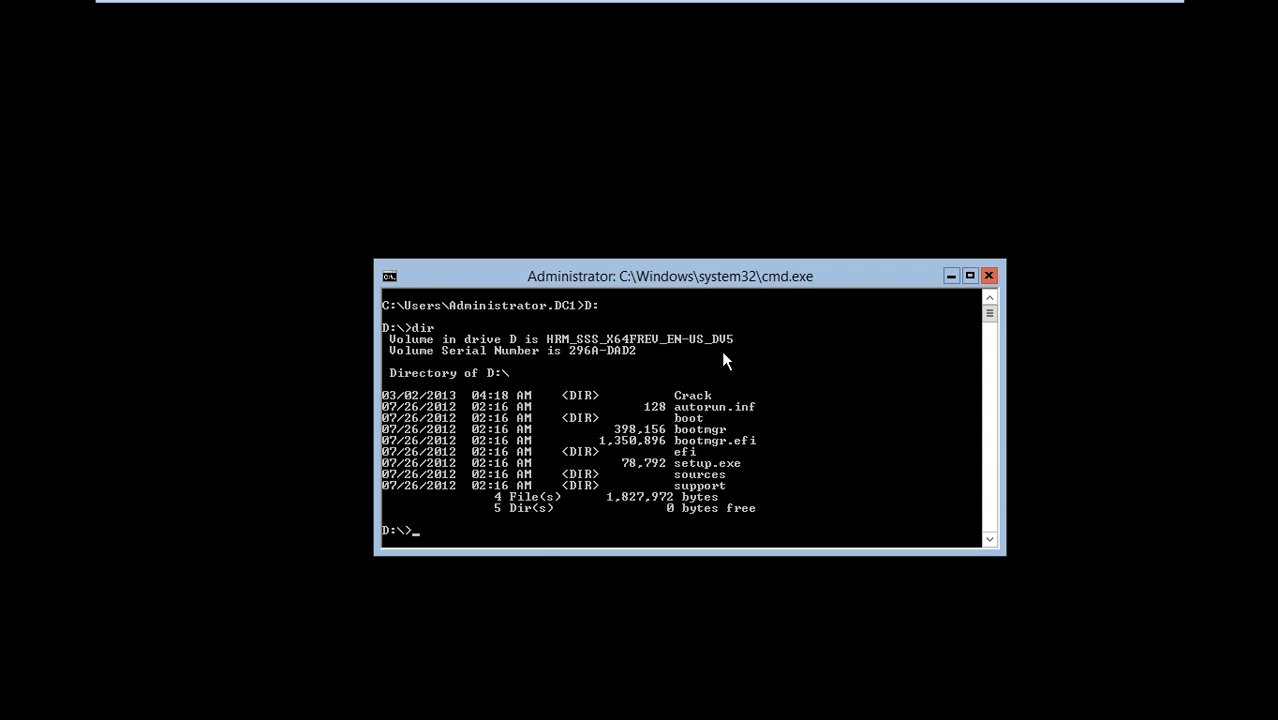 Administrator: C:\Windows\system32\cmd.exe
C:\Users\Administrator.DC1>D:
D:\>dir
Volume in drive D is HRM_SSS_X64FREV_EN-US_DV5
Volume Serial Number is 296A-DAD2
Directory of D:\
03/02/2013  04:18 AM    <DIR>          Crack
07/26/2012  02:16 AM               128 autorun.inf
07/26/2012  02:16 AM    <DIR>          boot
07/26/2012  02:16 AM           398,156 bootmgr
07/26/2012  02:16 AM         1,350,896 bootmgr.efi
07/26/2012  02:16 AM    <DIR>          efi
07/26/2012  02:16 AM            78,792 setup.exe
07/26/2012  02:16 AM    <DIR>          sources
07/26/2012  02:16 AM    <DIR>          support
4 File(s)      1,827,972 bytes
5 Dir(s)               0 bytes free
D:\>_